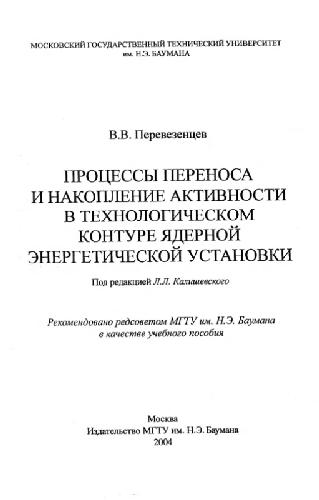 МОСКОВСКИЙ ГОСУДАРСТВЕННЫЙ ТЕХНИЧЕСКИЙ УНИВЕРСИТЕТ
им. Н.Э. БАУМАНА
В.В. Перевезенцев
ПРОЦЕССЫ ПЕРЕНОСА
И НАКОПЛЕНИЕ АКТИВНОСТИ
В ТЕХНОЛОГИЧЕСКОМ
КОНТУРЕ ЯДЕРНОЙ
ЭНЕРГЕТИЧЕСКОЙ УСТАНОВКИ
Под редакцией Л.Л. Калишевского
Рекомендовано редсоветом МГТУ им. Н.Э. Баумана
в качестве учебного пособия
Москва
Издательство МГТУ им. Н.Э. Баумана
2004